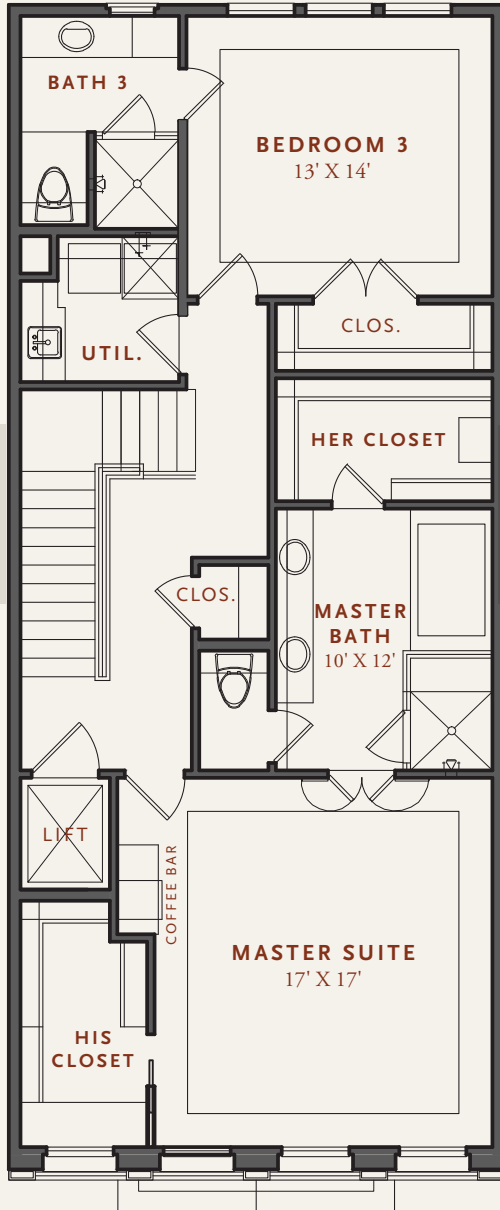 BATH 3
BEDROOM 3
13' X 14'
CLOS.
UTIL.
HER CLOSET
CLOS.
MASTER
BATH
10' X 12'
LIFT
COFFEE BAR
MASTER SUITE
17' X 17'
HIS
CLOSET